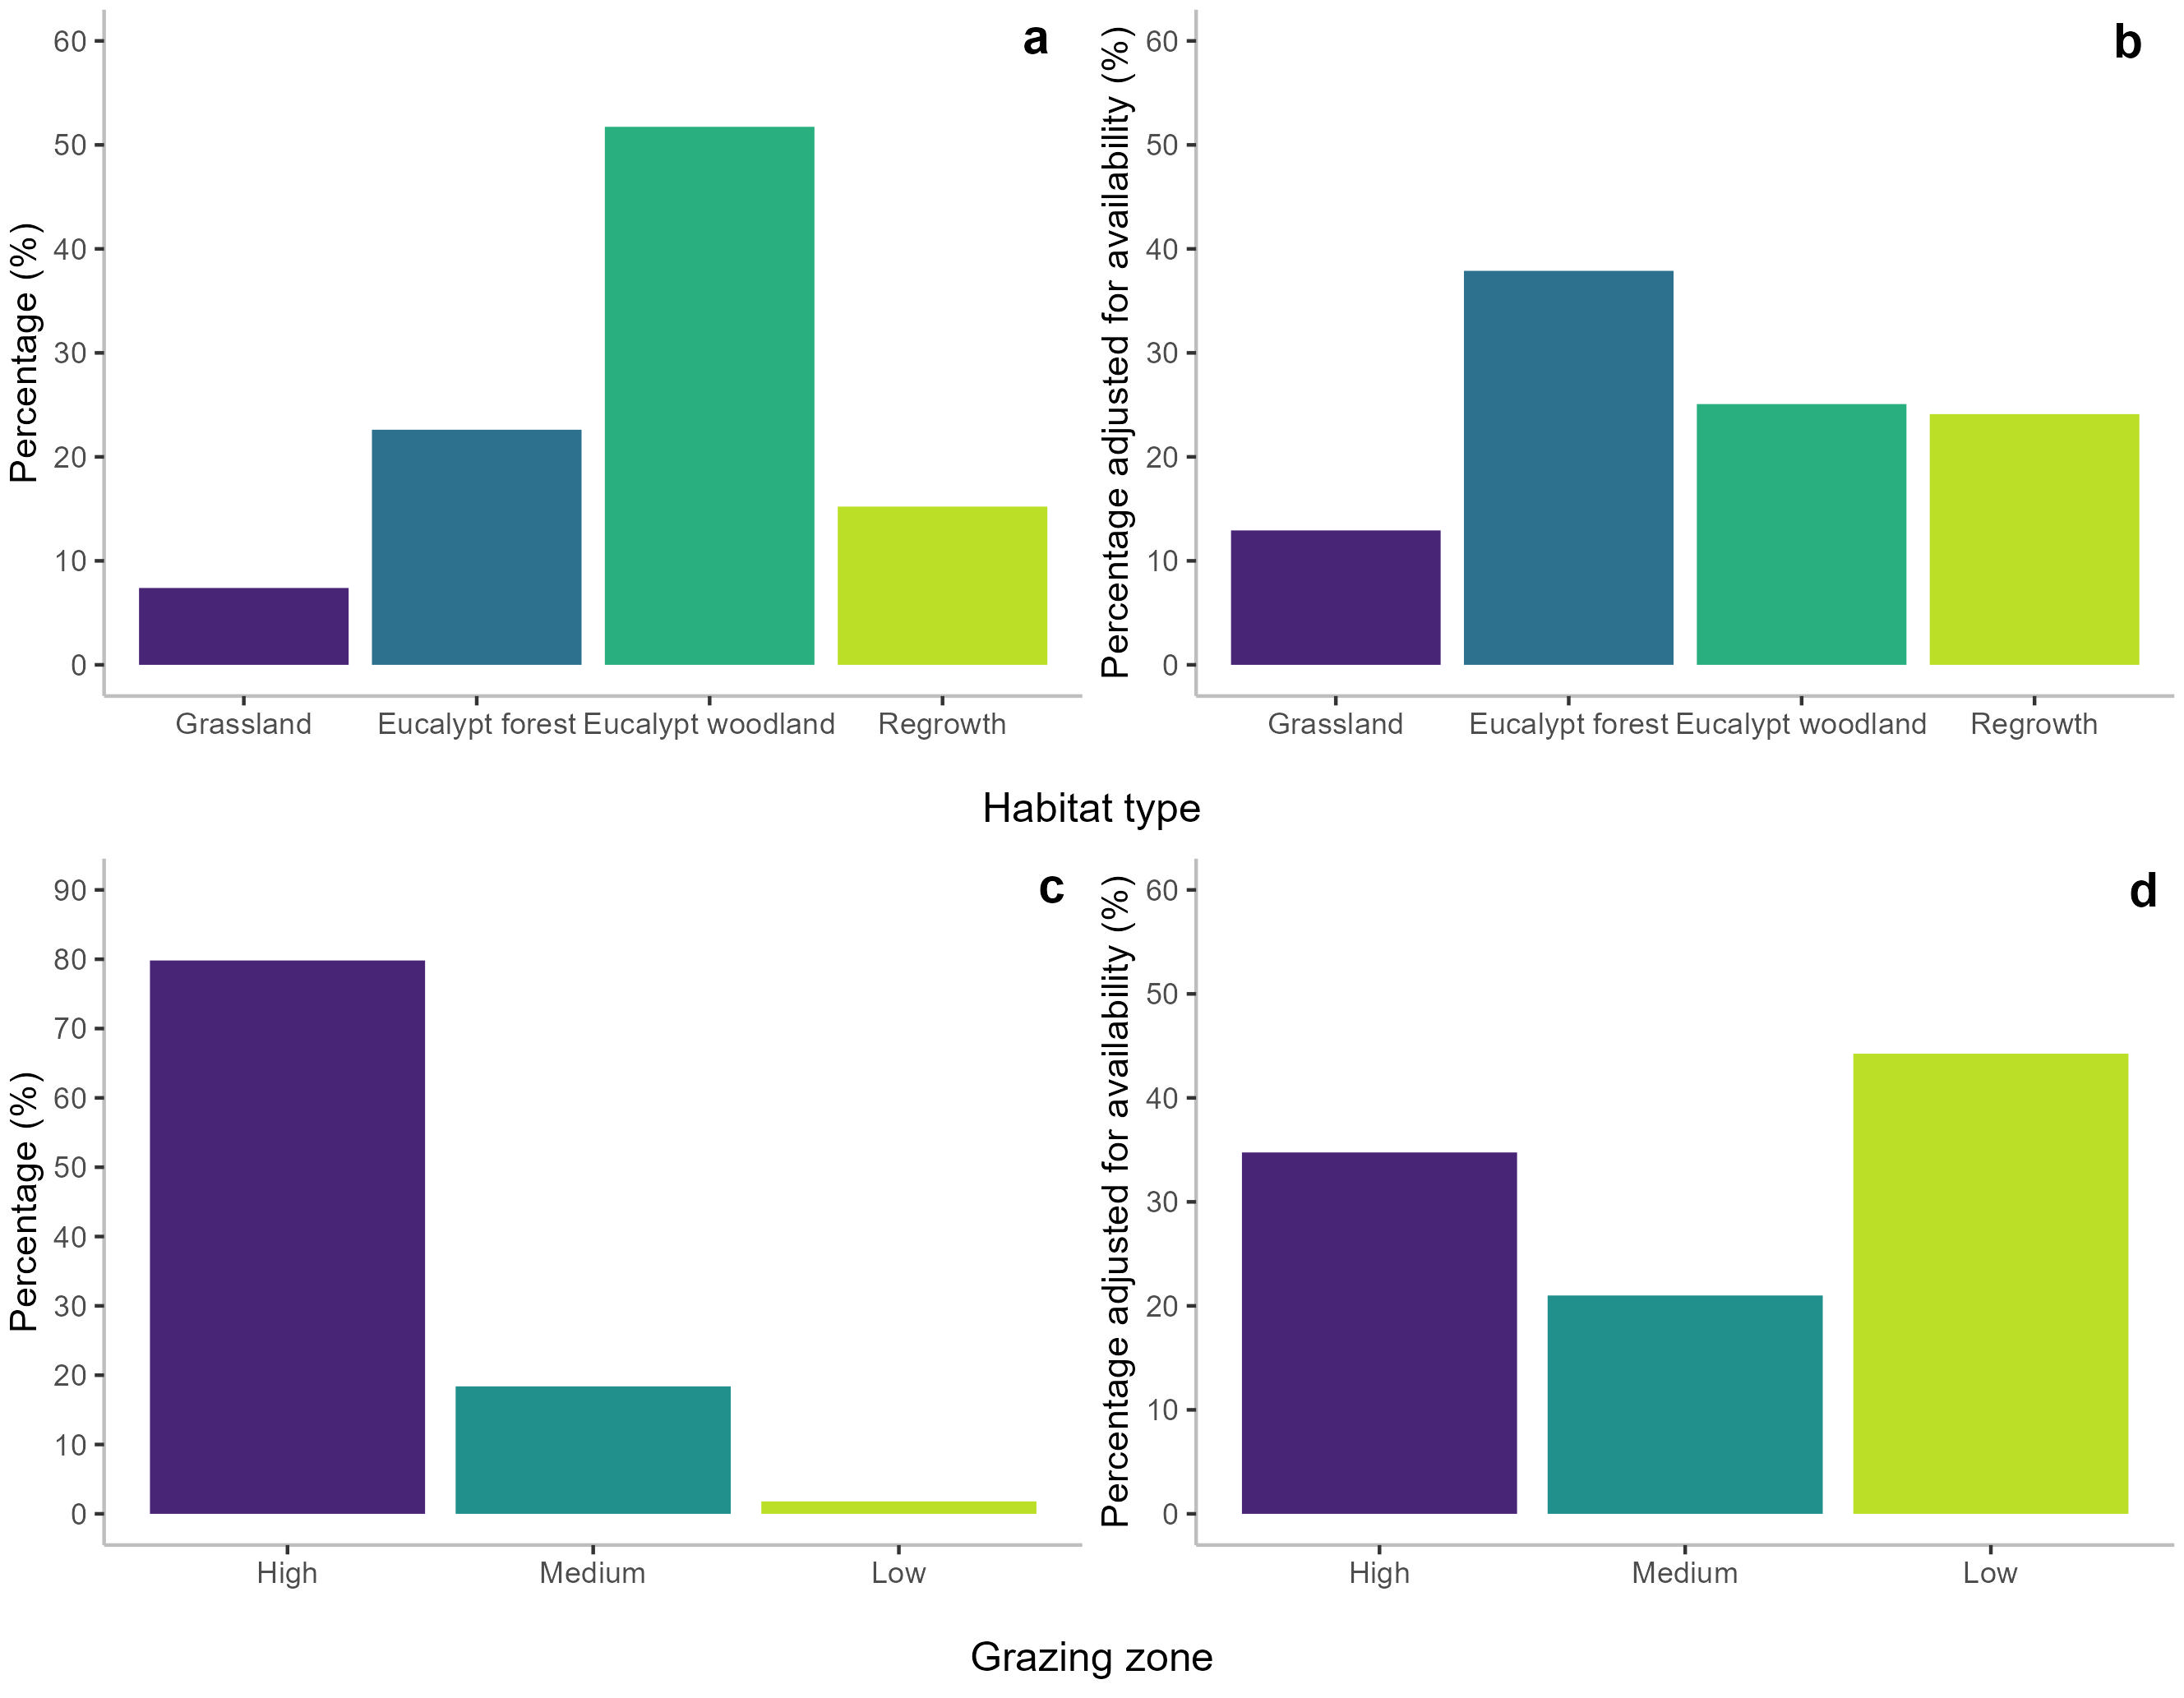 a
Percentage (%)
60
50
40
30
20
10
0
Grassland
Eucalypt forest
Eucalypt woodland
Regrowth
b
Percentage adjusted for availability (%)
60
50
40
30
20
10
0
Grassland
Eucalypt forest
Eucalypt woodland
Regrowth
Habitat type
c
Percentage (%)
90
80
70
60
50
40
30
20
10
0
High
Medium
Low
d
Percentage adjusted for availability (%)
60
50
40
30
20
10
0
High
Medium
Low
Grazing zone